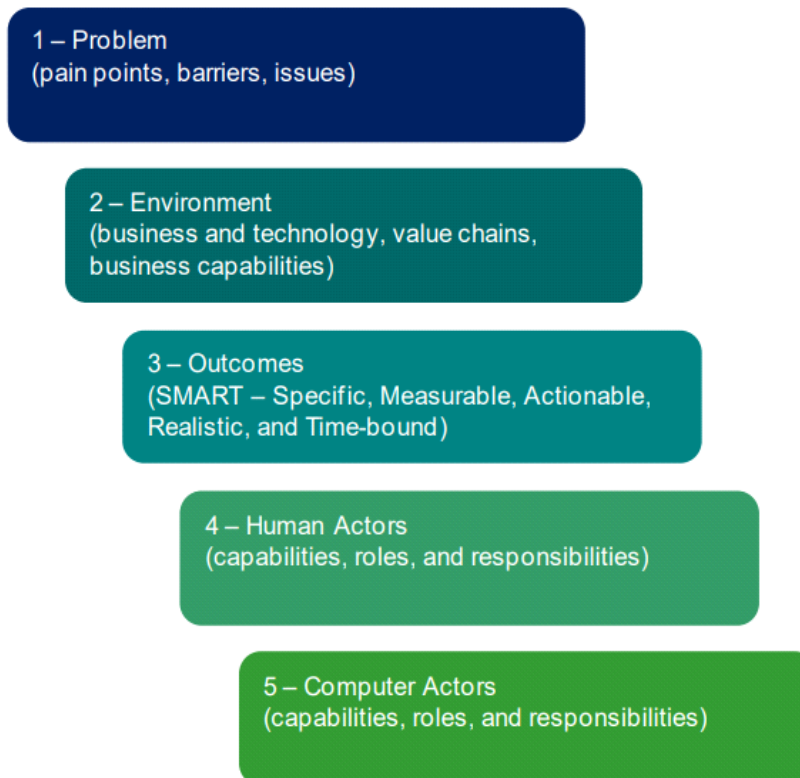 1 – Problem
(pain points, barriers, issues)
2 – Environment
(business and technology, value chains,
business capabilities)
3 – Outcomes
(SMART – Specific, Measurable, Actionable,
Realistic, and Time-bound)
4 – Human Actors
(capabilities, roles, and responsibilities)
5 – Computer Actors
(capabilities, roles, and responsibilities)